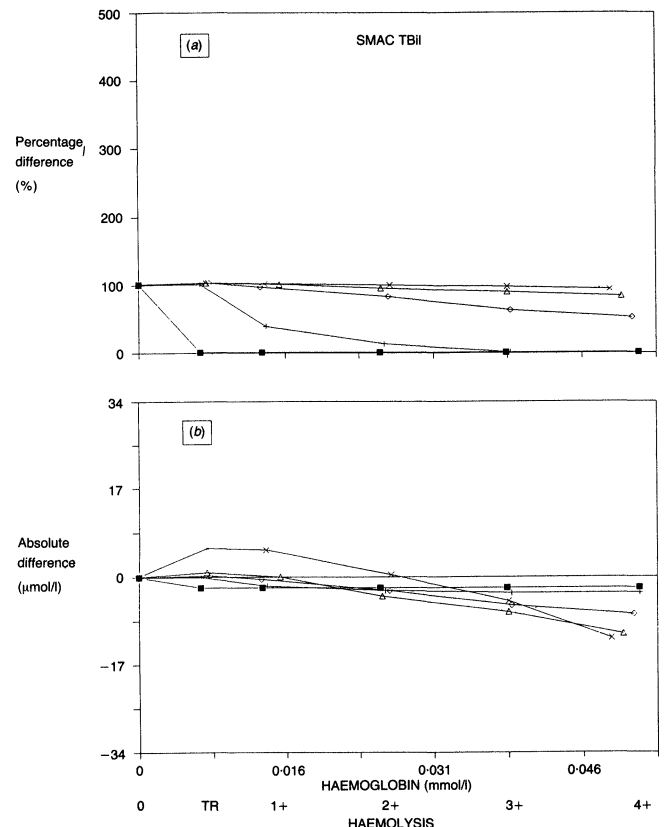 500
(a)
SMAC TBil
400
Percentage
difference
(%)
300
200
100
0
34
(b)
17
Absolute
difference
(μmol/l)
0
−17
−34
0 0·016 0·031 0·046
HAEMOGLOBIN (mmol/l)
0 TR 1+ 2+ 3+ 4+
HAEMOLYSIS